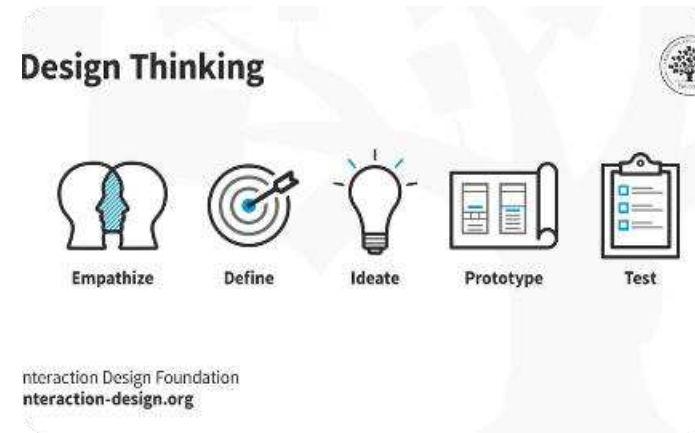 Design Thinking
Empathize
Define
Ideate
Prototype
Test
nteraction Design Foundation
nteraction-design.org